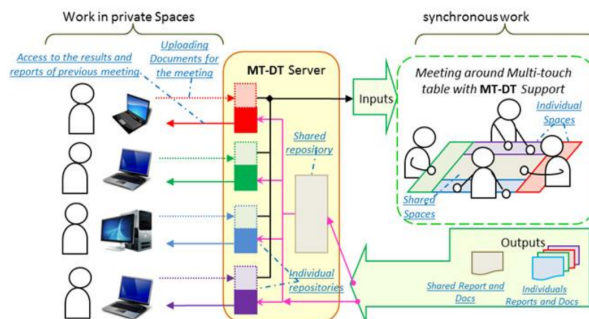 Work in private Spaces
synchronous work
Access to the results and
reports of previous meeting
Uploading
Documents for
the meeting
MT-DT Server
Shared
repository
Individual
repositories
Inputs
Meeting around Multi-touch
table with MT-DT Support
Individual
Spaces
Shared
Spaces
Outputs
Shared Report and
Docs
Individuals
Reports and Docs